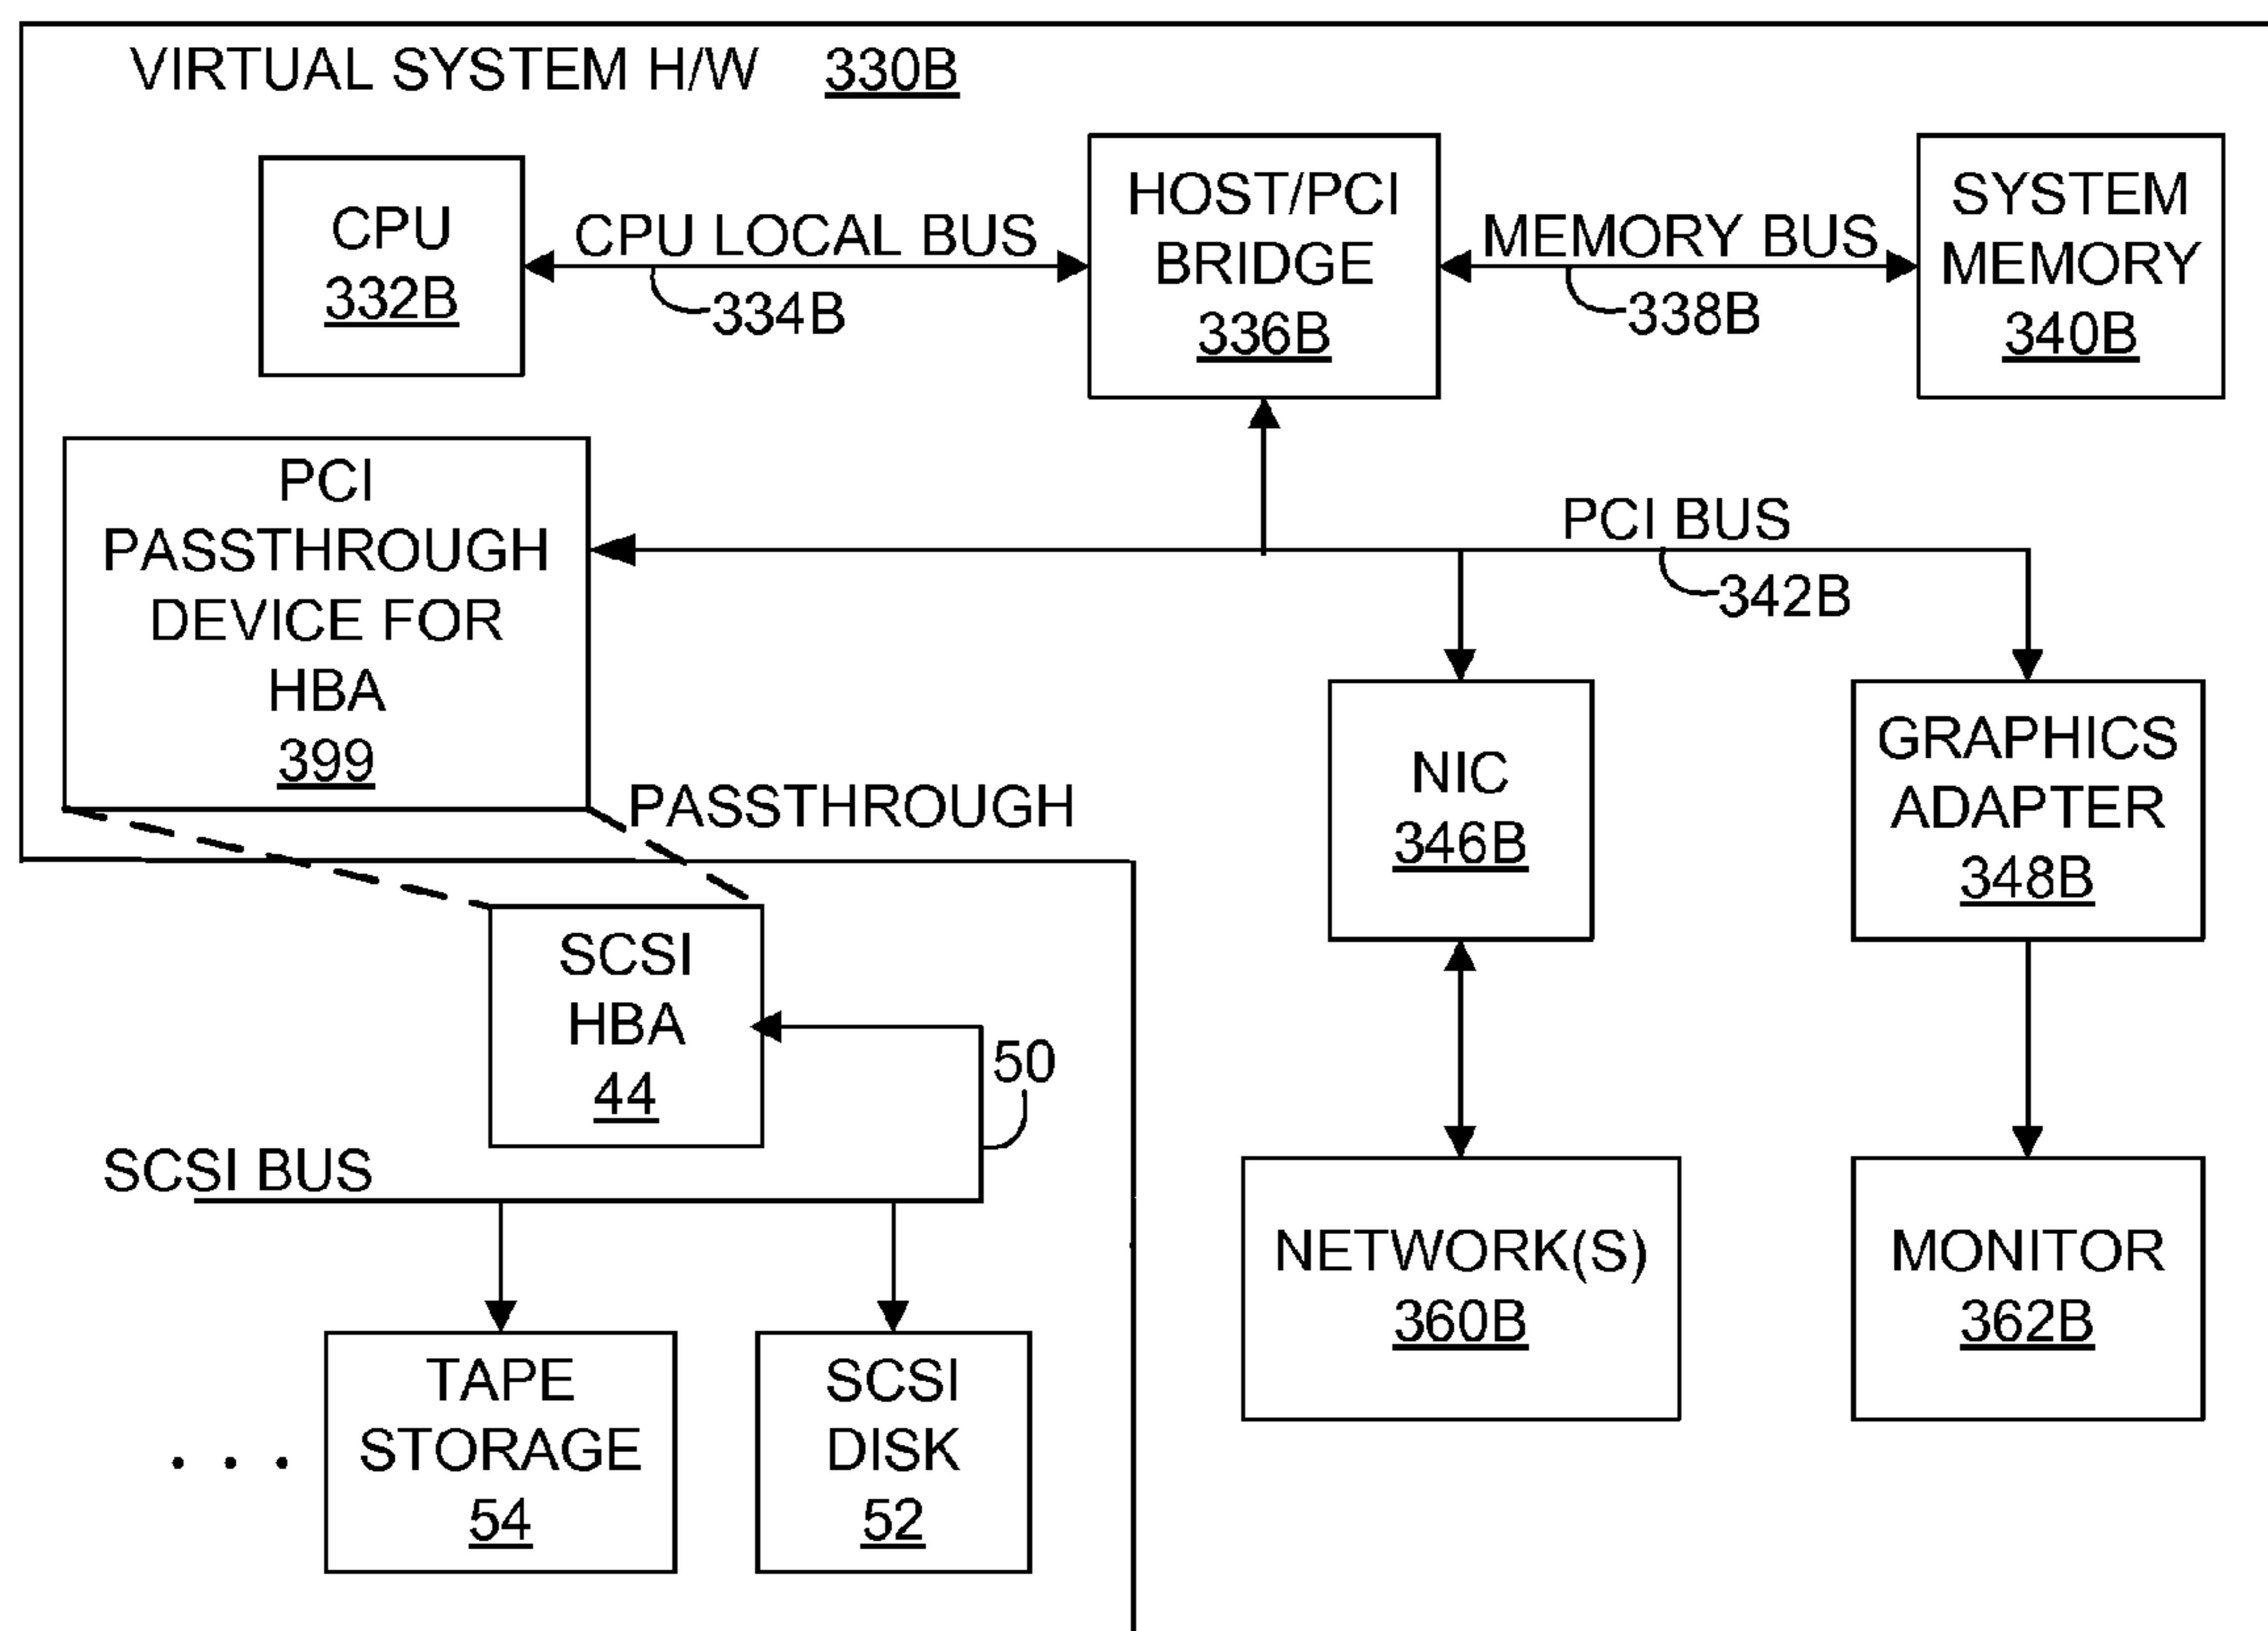 VIRTUAL SYSTEM H/W 330B
CPU
332B
CPU LOCAL BUS
334B
HOST/PCI
BRIDGE
336B
MEMORY BUS
338B
SYSTEM
MEMORY
340B
PCI
PASSTHROUGH
DEVICE FOR
HBA
399
PCI BUS
342B
PASSTHROUGH
NIC
346B
GRAPHICS
ADAPTER
348B
SCSI
HBA
44
50
SCSI BUS
NETWORK(S)
360B
MONITOR
362B
. . .
TAPE
STORAGE
54
SCSI
DISK
52